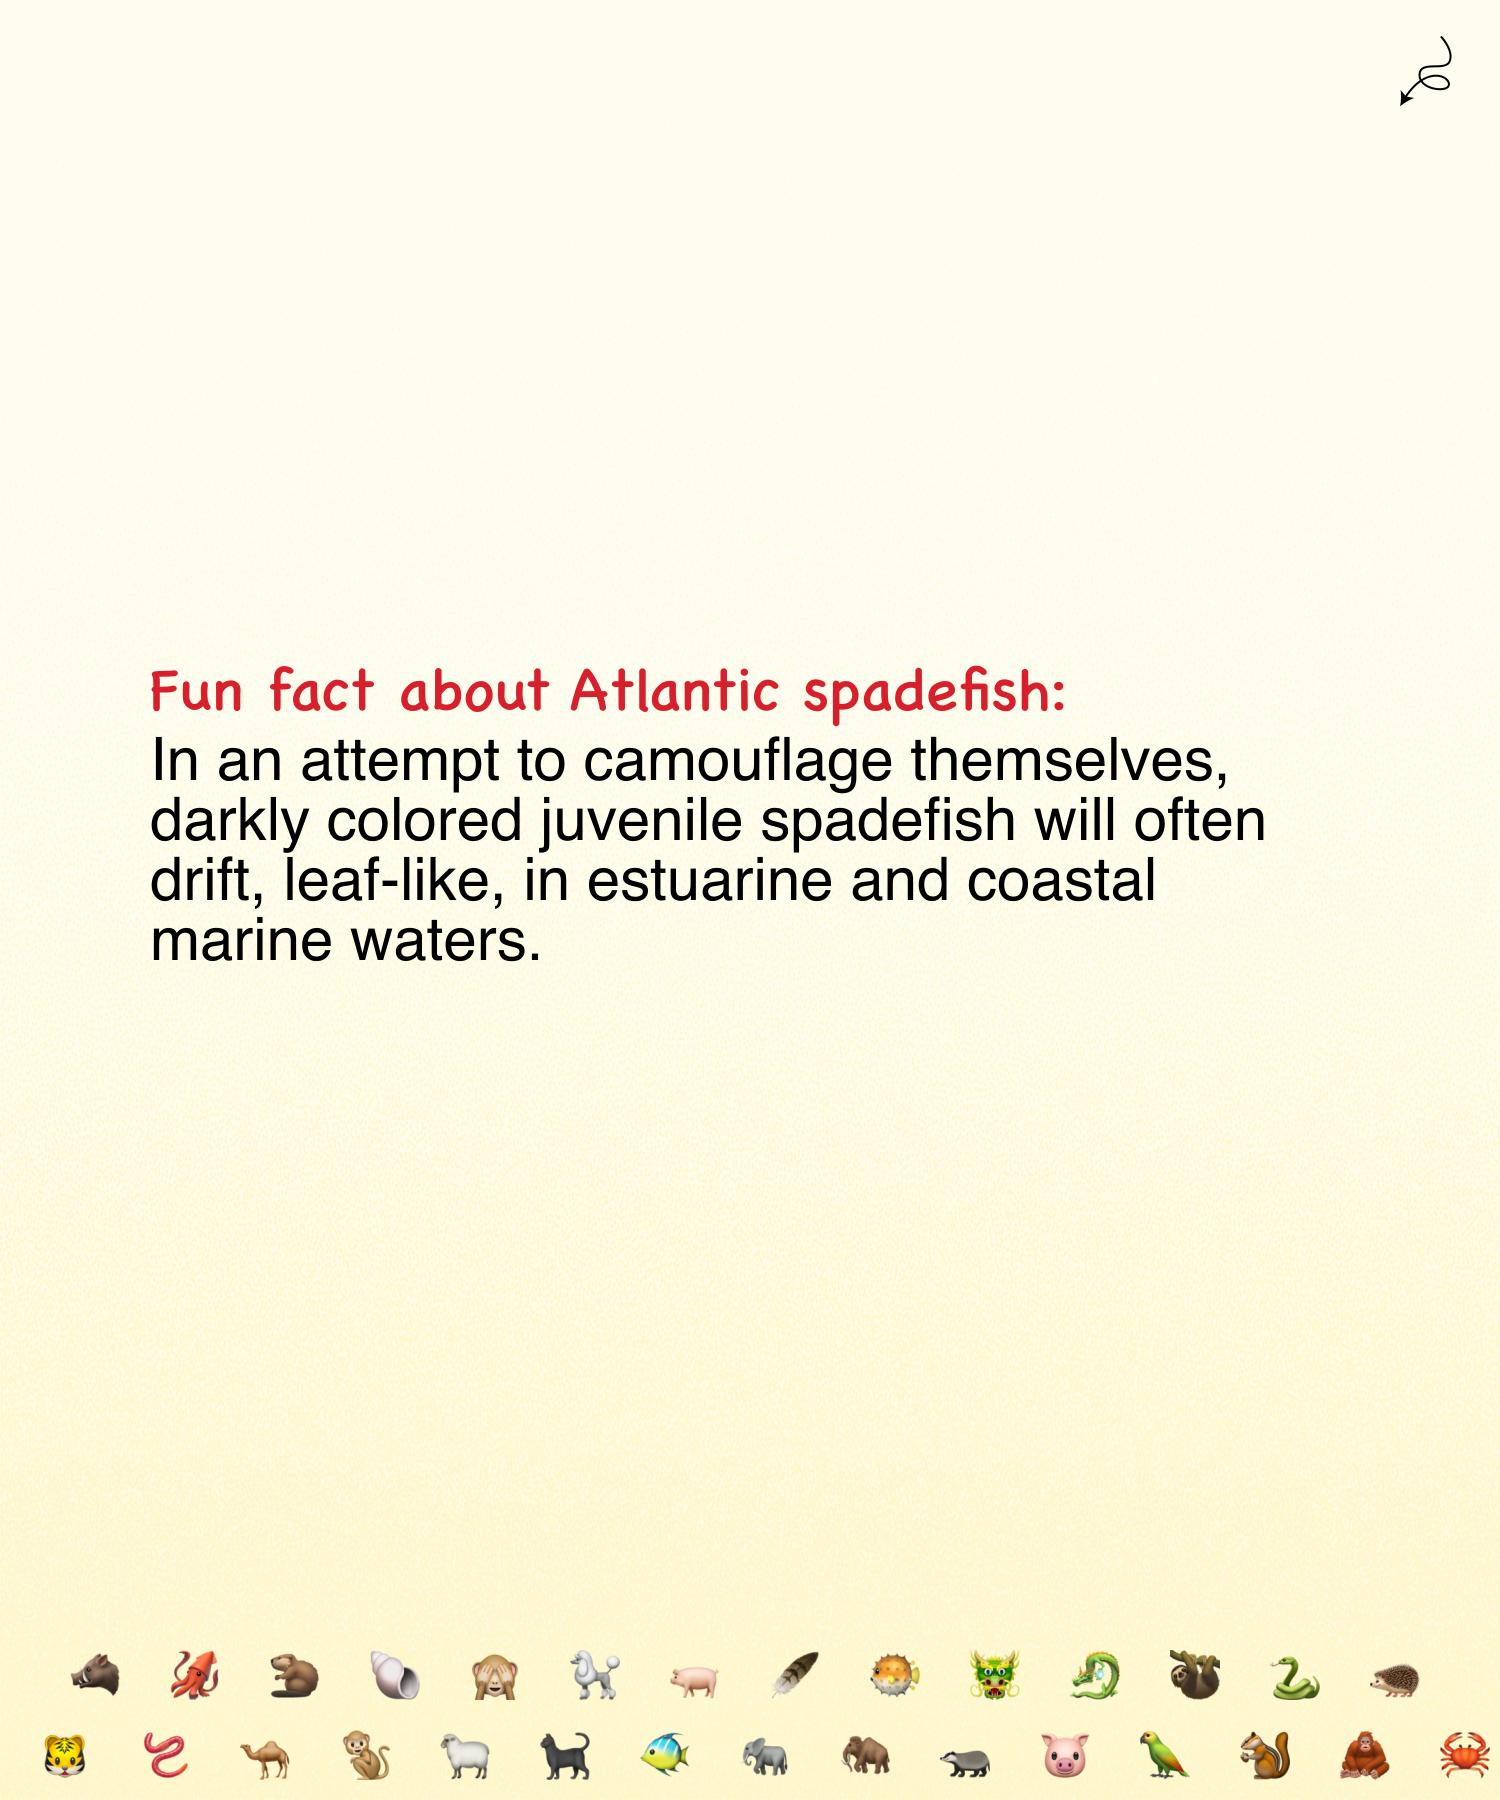 Fun fact about Atlantic spadefish:
In an attempt to camouflage themselves,
darkly colored juvenile spadefish will often
drift, leaf-like, in estuarine and coastal
marine waters.